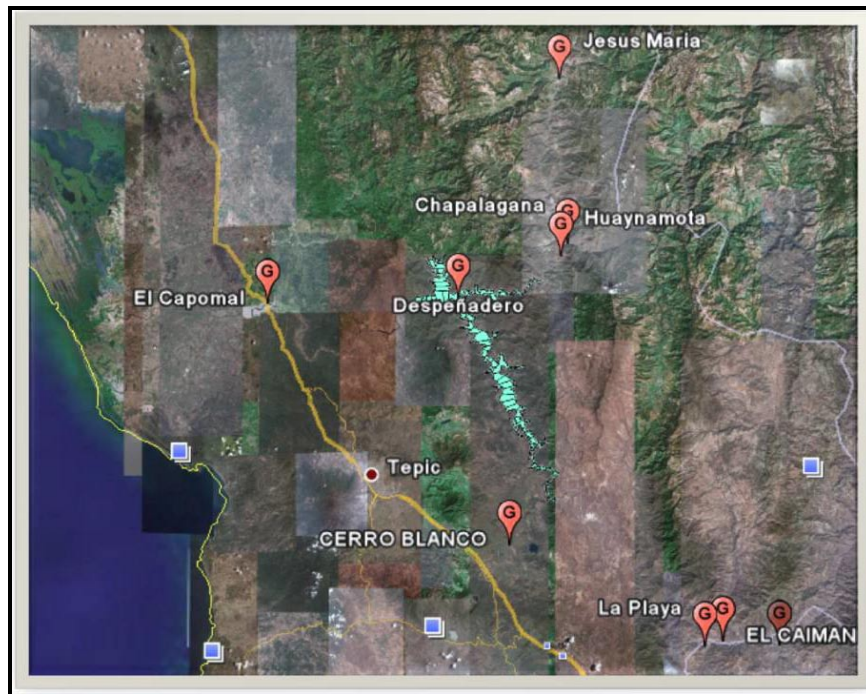 Jesus Maria
G
Chapalagana
G
G
Huaynamota
G
El Capomal
G
Despeñadero
Tepic
G
CERRO BLANCO
La Playa
G
G
G
EL CAIMAN